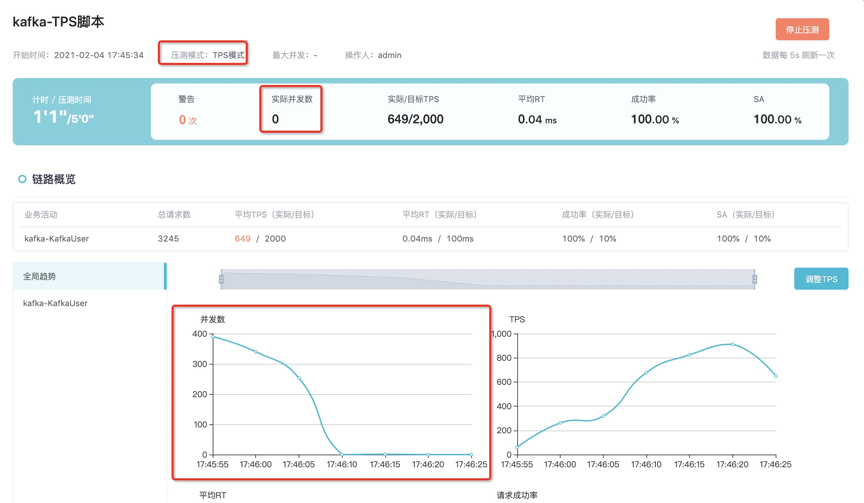 kafka-TPS脚本
停止压测
开始时间：2021-02-04 17:45:34 压测模式：TPS模式 最大并发：- 操作人：admin 数据每 5s 刷新一次
计时 / 压测时间 警告 实际并发数 实际/目标TPS 平均RT 成功率 SA
1'1"/5'0" 0 次 0 649/2,000 0.04 ms 100.00 % 100.00 %
链路概览
业务活动 总请求数 平均TPS（实际/目标） 平均RT（实际/目标） 成功率（实际/目标） SA（实际/目标）
kafka-KafkaUser 3245 649 / 2000 0.04ms / 100ms 100% / 10% 100% / 10%
全局趋势
调整TPS
kafka-KafkaUser
并发数
400
300
200
100
0
17:45:55 17:46:00 17:46:05 17:46:10 17:46:15 17:46:20 17:46:25
TPS
1,000
800
600
400
200
0
17:45:55 17:46:00 17:46:05 17:46:10 17:46:15 17:46:20 17:46:25
平均RT
请求成功率